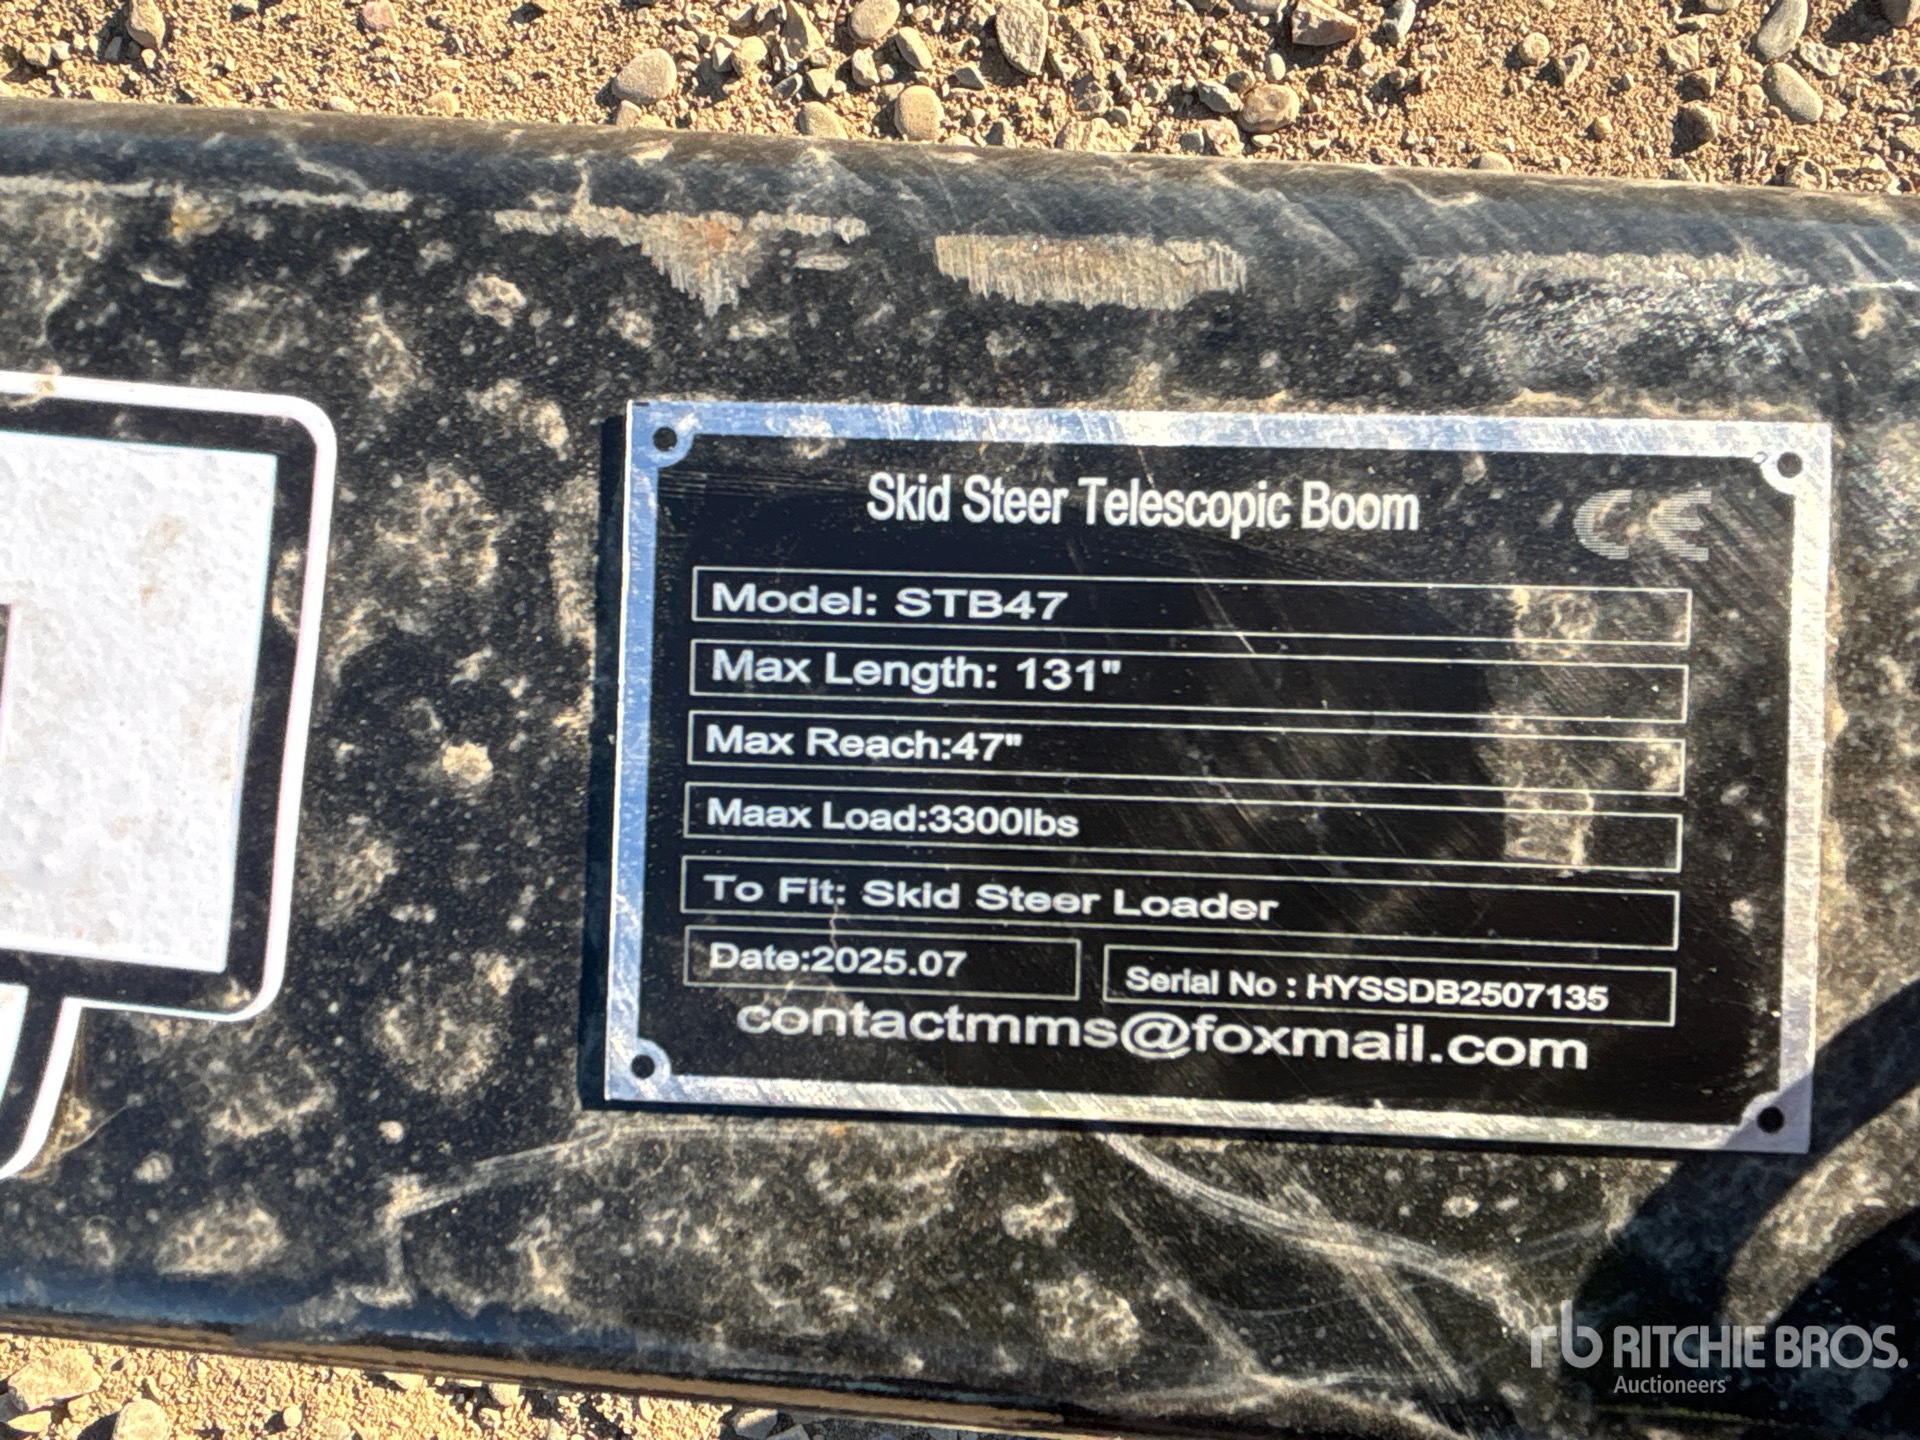 Skid Steer Telescopic Boom
CE
Model: STB47
Max Length: 131"
Max Reach:47"
Maax Load:3300lbs
To Fit: Skid Steer Loader
Date:2025.07
Serial No : HYSSDB2507135
contactmms@foxmail.com
rb RITCHIE BROS.
Auctioneers